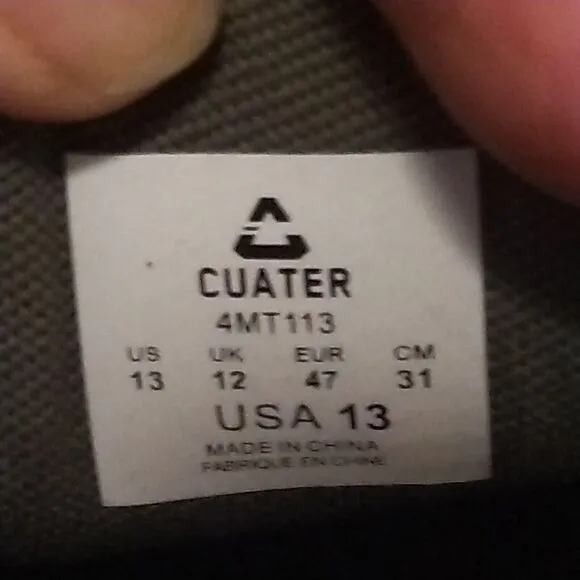 CUATER
4MT113
US UK EUR CM
13 12 47 31
USA 13
MADE IN CHINA
FABRIQUE EN CHINE